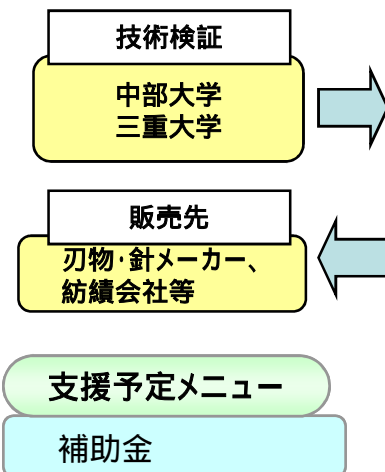 技術検証
中部大学
三重大学
販売先
刃物･針メーカー、
紡績会社等
支援予定メニュー
補助金